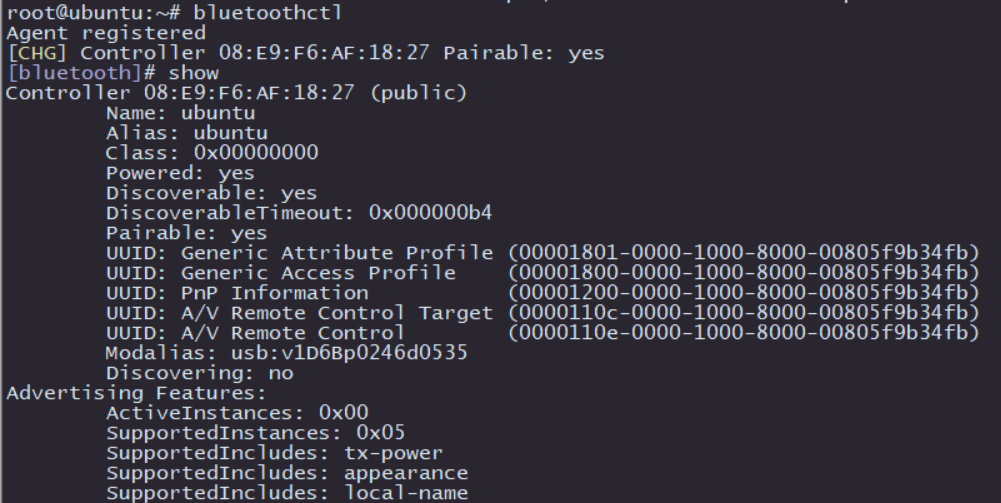 root@ubuntu:~# bluetoothctl
Agent registered
[CHG] Controller 08:E9:F6:AF:18:27 Pairable: yes
[bluetooth]# show
Controller 08:E9:F6:AF:18:27 (public)
Name: ubuntu
Alias: ubuntu
Class: 0x00000000
Powered: yes
Discoverable: yes
DiscoverableTimeout: 0x000000b4
Pairable: yes
UUID: Generic Attribute Profile (00001801-0000-1000-8000-00805f9b34fb)
UUID: Generic Access Profile (00001800-0000-1000-8000-00805f9b34fb)
UUID: PnP Information (00001200-0000-1000-8000-00805f9b34fb)
UUID: A/V Remote Control Target (0000110c-0000-1000-8000-00805f9b34fb)
UUID: A/V Remote Control (0000110e-0000-1000-8000-00805f9b34fb)
Modalias: usb:v1D6Bp0246d0535
Discovering: no
Advertising Features:
ActiveInstances: 0x00
SupportedInstances: 0x05
SupportedIncludes: tx-power
SupportedIncludes: appearance
SupportedIncludes: local-name